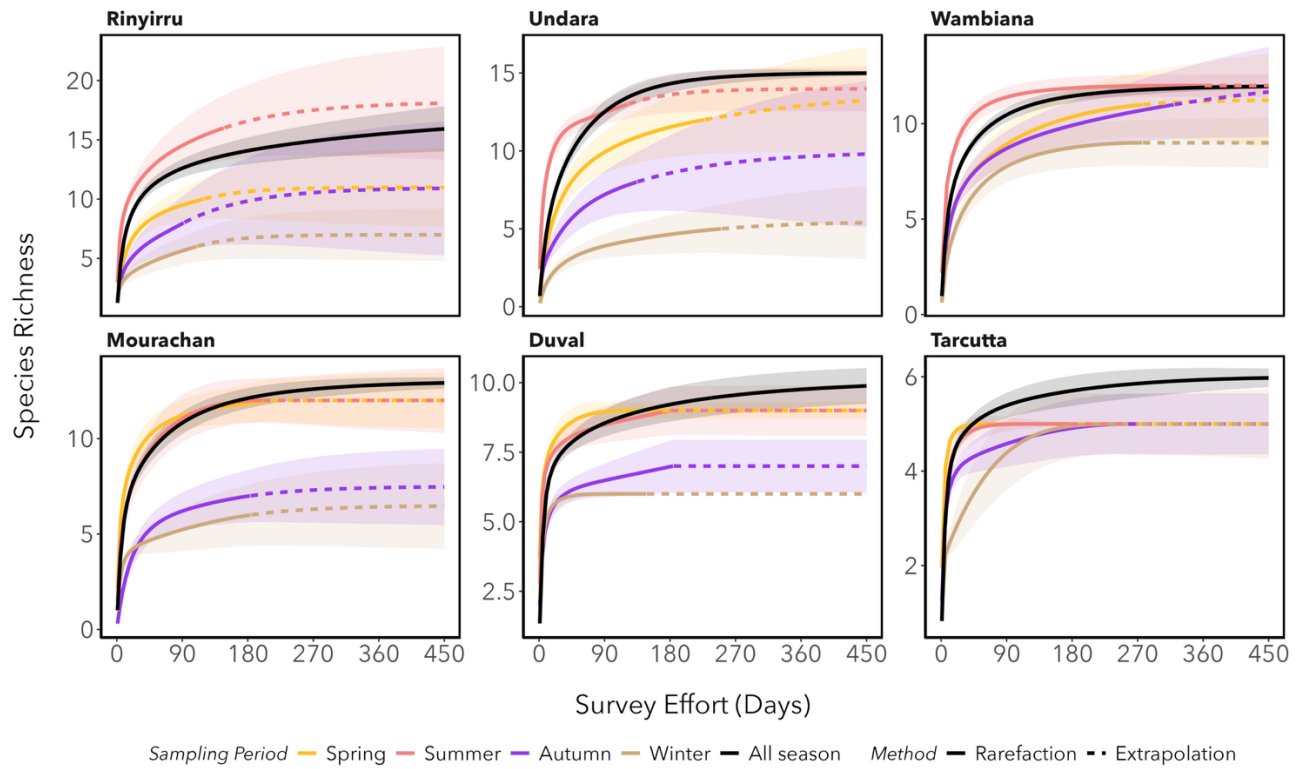 Rinyirru Undara Wambiana
20 15 10 5
15 10 5 0
10 5 0
Species Richness
Mourachan Duval Tarcutta
10 5 0
10.0 7.5 5.0 2.5
6 4 2
0 90 180 270 360 450 0 90 180 270 360 450 0 90 180 270 360 450
Survey Effort (Days)
Sampling Period Spring Summer Autumn Winter All season Method Rarefaction Extrapolation